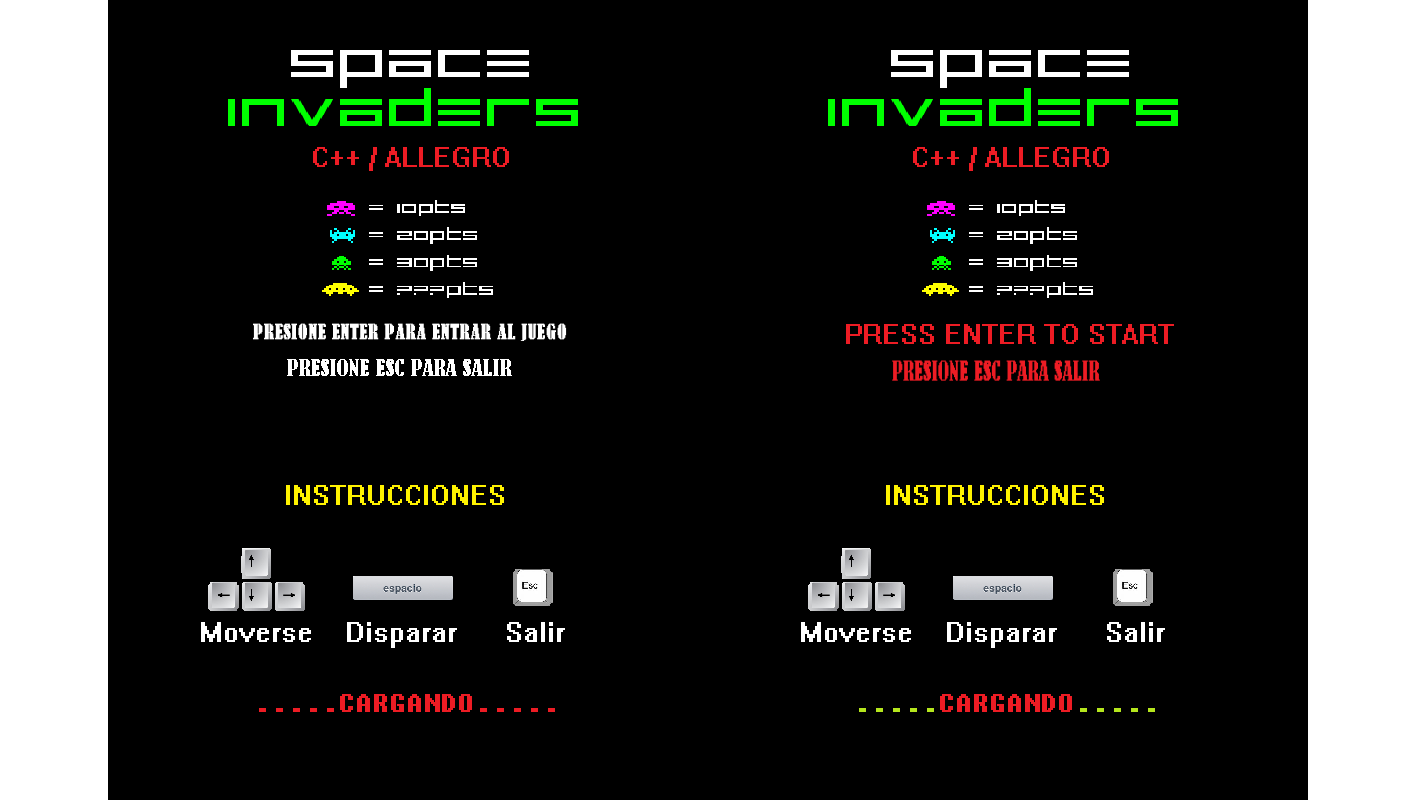 space
invaders
C++ / ALLEGRO
= 10pts
= 20pts
= 30pts
= ???pts
PRESIONE ENTER PARA ENTRAR AL JUEGO
PRESIONE ESC PARA SALIR
INSTRUCCIONES
↑
← ↓ →
espacio
Esc
Moverse Disparar Salir
.....CARGANDO.....
space
invaders
C++ / ALLEGRO
= 10pts
= 20pts
= 30pts
= ???pts
PRESS ENTER TO START
PRESIONE ESC PARA SALIR
INSTRUCCIONES
↑
← ↓ →
espacio
Esc
Moverse Disparar Salir
.....CARGANDO.....